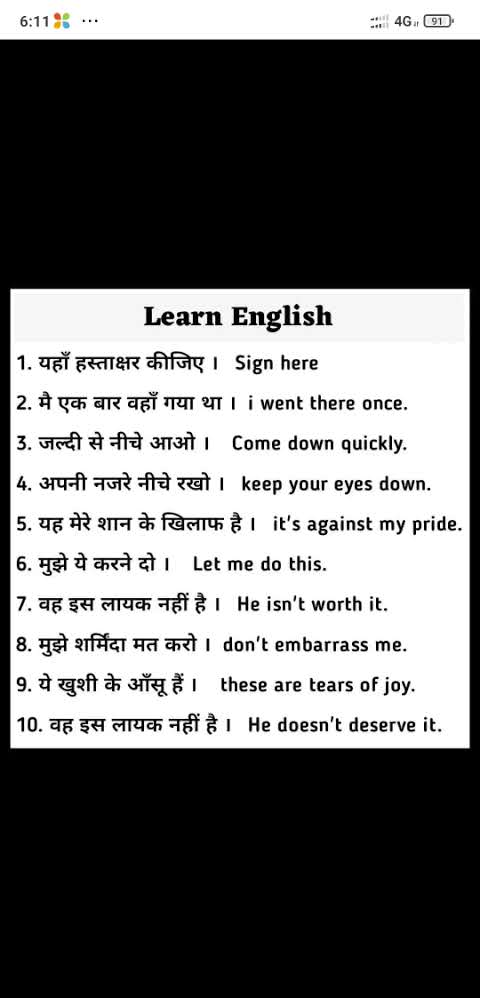 6:11 ... 4G 91
Learn English
1. यहाँ हस्ताक्षर कीजिए । Sign here
2. मै एक बार वहाँ गया था । i went there once.
3. जल्दी से नीचे आओ । Come down quickly.
4. अपनी नजरे नीचे रखो । keep your eyes down.
5. यह मेरे शान के खिलाफ है । it's against my pride.
6. मुझे ये करने दो । Let me do this.
7. वह इस लायक नहीं है । He isn't worth it.
8. मुझे शर्मिंदा मत करो । don't embarrass me.
9. ये खुशी के आँसू हैं । these are tears of joy.
10. वह इस लायक नहीं है । He doesn't deserve it.